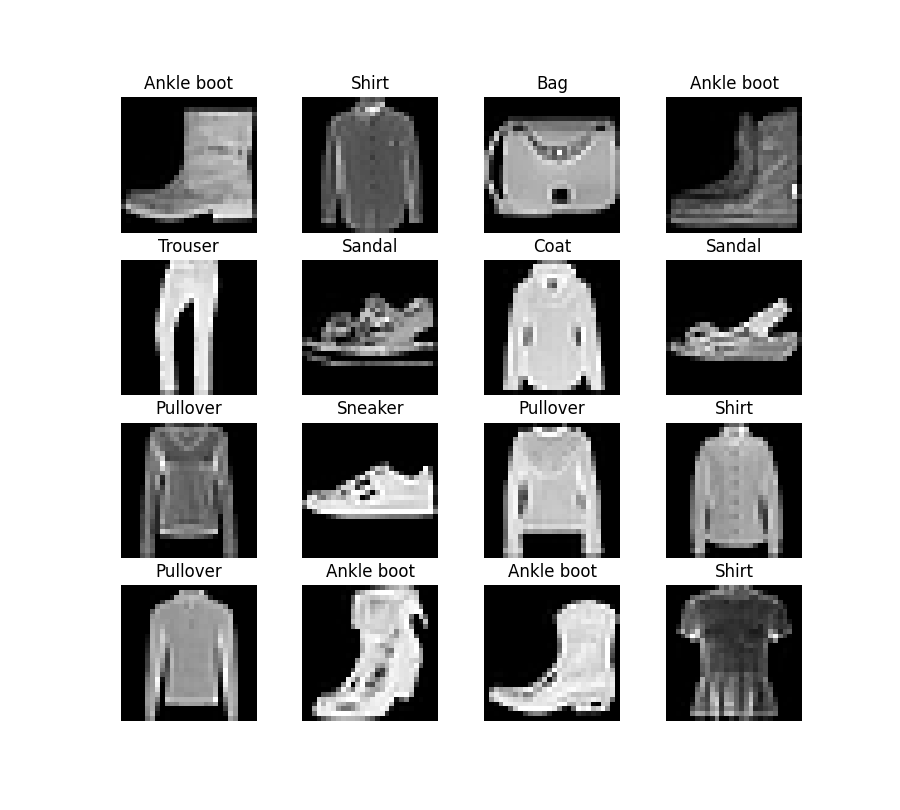 Ankle boot Shirt Bag Ankle boot
Trouser Sandal Coat Sandal
Pullover Sneaker Pullover Shirt
Pullover Ankle boot Ankle boot Shirt